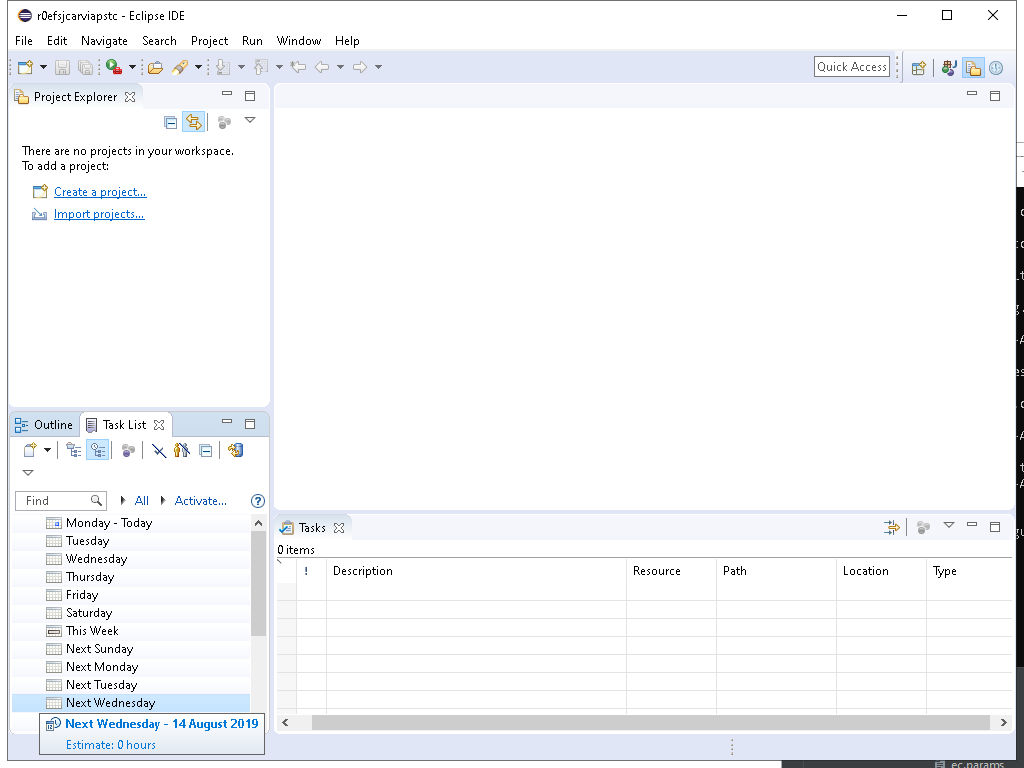 r0efsjcarviapstc - Eclipse IDE
File Edit Navigate Search Project Run Window Help
Quick Access
Project Explorer
There are no projects in your workspace.
To add a project:
Create a project...
Import projects...
Outline Task List
Find All Activate...
Monday - Today
Tuesday
Wednesday
Thursday
Friday
Saturday
This Week
Next Sunday
Next Monday
Next Tuesday
Next Wednesday
Next Wednesday - 14 August 2019
Estimate: 0 hours
Tasks
0 items
! Description Resource Path Location Type
ec.params